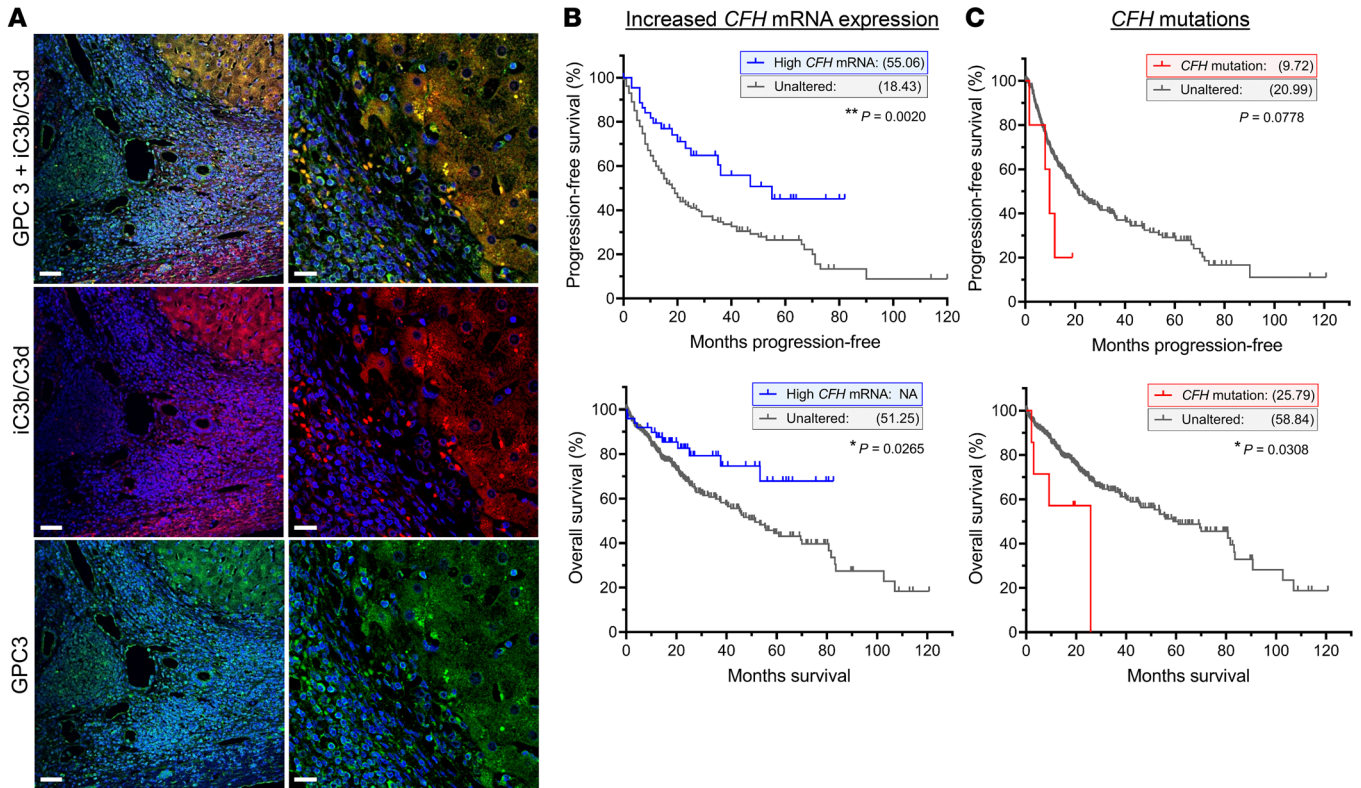 A
GPC 3 + iC3b/C3d
iC3b/C3d
GPC3
B
Increased CFH mRNA expression
High CFH mRNA: (55.06)
Unaltered: (18.43)
** P = 0.0020
Progression-free survival (%)
100
80
60
40
20
0
0 20 40 60 80 100 120
Months progression-free
High CFH mRNA: NA
Unaltered: (51.25)
* P = 0.0265
Overall survival (%)
100
80
60
40
20
0
0 20 40 60 80 100 120
Months survival
C
CFH mutations
CFH mutation: (9.72)
Unaltered: (20.99)
P = 0.0778
Progression-free survival (%)
100
80
60
40
20
0
0 20 40 60 80 100 120
Months progression-free
CFH mutation: (25.79)
Unaltered: (58.84)
* P = 0.0308
Overall survival (%)
100
80
60
40
20
0
0 20 40 60 80 100 120
Months survival